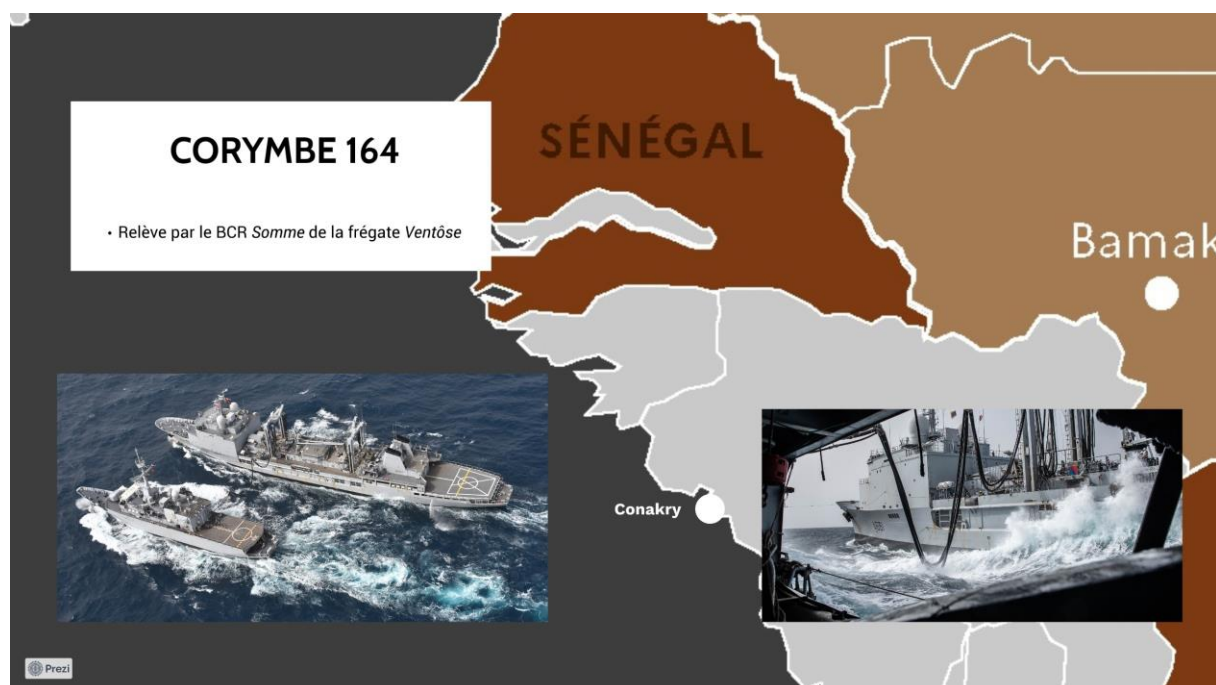 CORYMBE 164
• Relève par le BCR Somme de la frégate Ventôse
SÉNÉGAL
Bamak
Conakry
Prezi